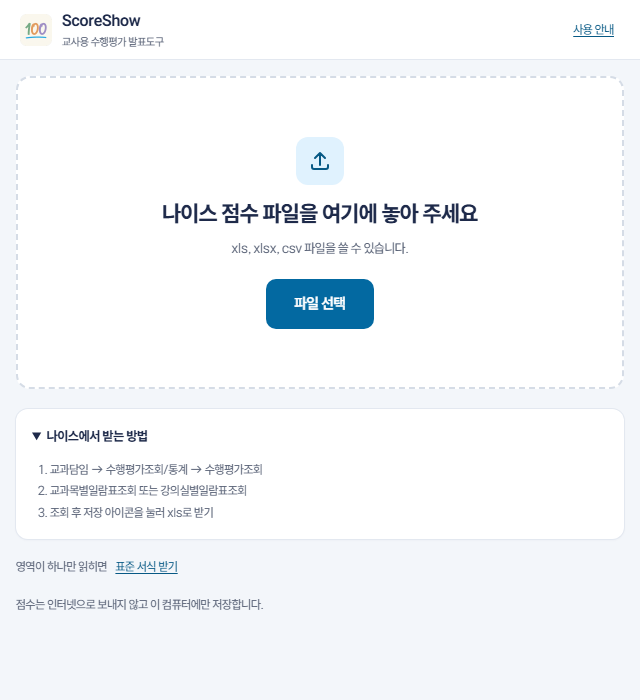 100
ScoreShow
교사용 수행평가 발표도구
사용 안내
나이스 점수 파일을 여기에 놓아 주세요
xls, xlsx, csv 파일을 쓸 수 있습니다.
파일 선택
▼ 나이스에서 받는 방법
1. 교과담임 → 수행평가조회/통계 → 수행평가조회
2. 교과목별일람표조회 또는 강의실별일람표조회
3. 조회 후 저장 아이콘을 눌러 xls로 받기
영역이 하나만 읽히면 표준 서식 받기
점수는 인터넷으로 보내지 않고 이 컴퓨터에만 저장합니다.